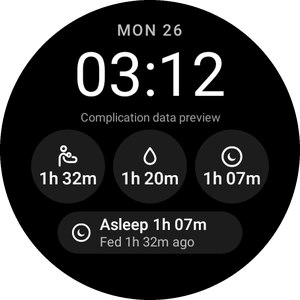 MON 26
03:12
Complication data preview
1h 32m 1h 20m 1h 07m
Asleep 1h 07m
Fed 1h 32m ago